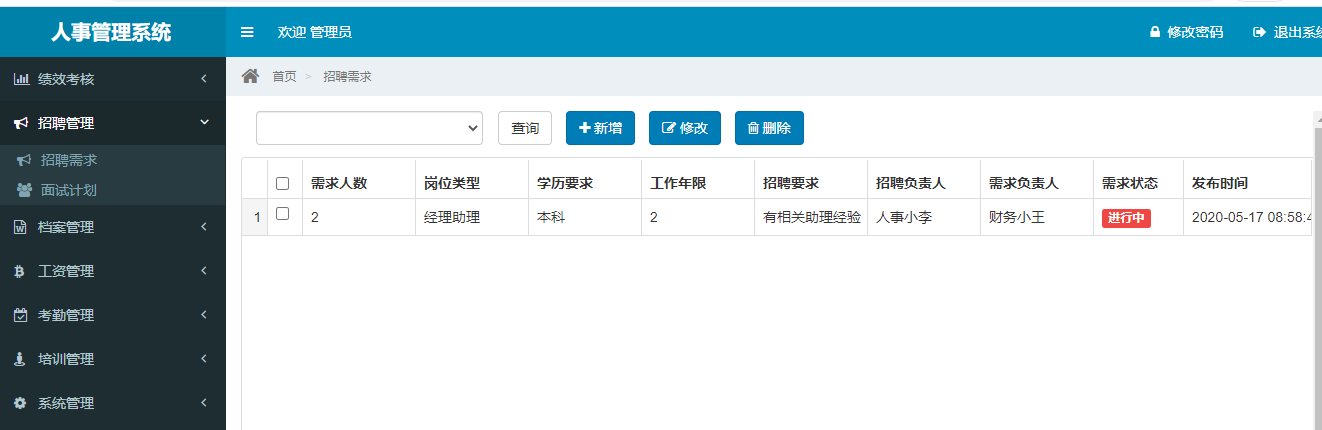 人事管理系统
欢迎 管理员
修改密码
退出系统
绩效考核
招聘管理
招聘需求
面试计划
档案管理
工资管理
考勤管理
培训管理
系统管理
首页 > 招聘需求
查询 新增 修改 删除
需求人数 岗位类型 学历要求 工作年限 招聘要求 招聘负责人 需求负责人 需求状态 发布时间
1 2 经理助理 本科 2 有相关助理经验 人事小李 财务小王 进行中 2020-05-17 08:58:4